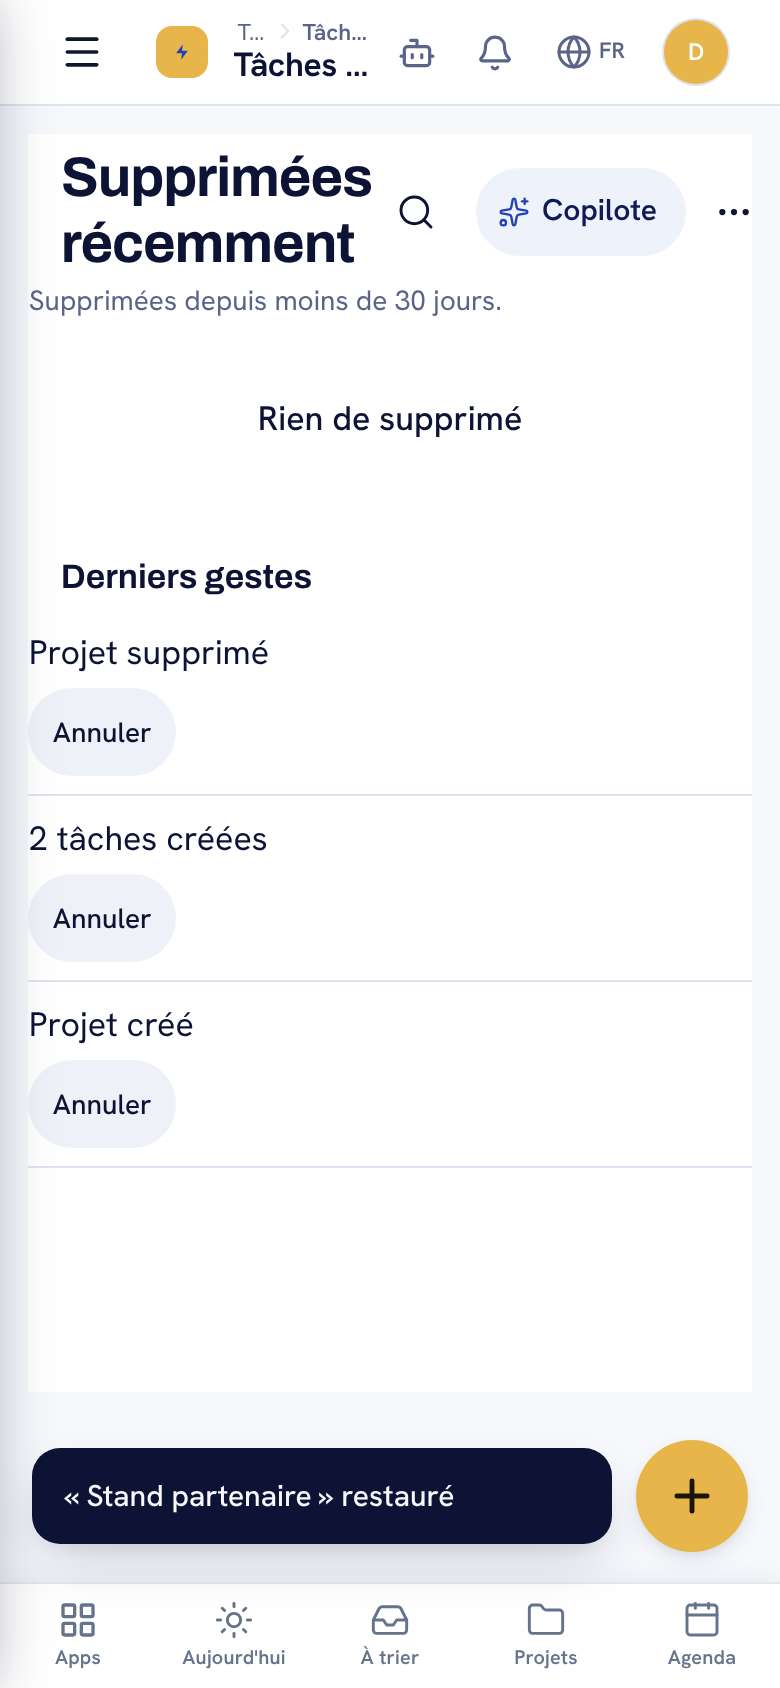 T... > Tâch...
Tâches ...
FR
D
Supprimées
récemment
Copilote
Supprimées depuis moins de 30 jours.
Rien de supprimé
Derniers gestes
Projet supprimé
Annuler
2 tâches créées
Annuler
Projet créé
Annuler
« Stand partenaire » restauré
Apps
Aujourd'hui
À trier
Projets
Agenda